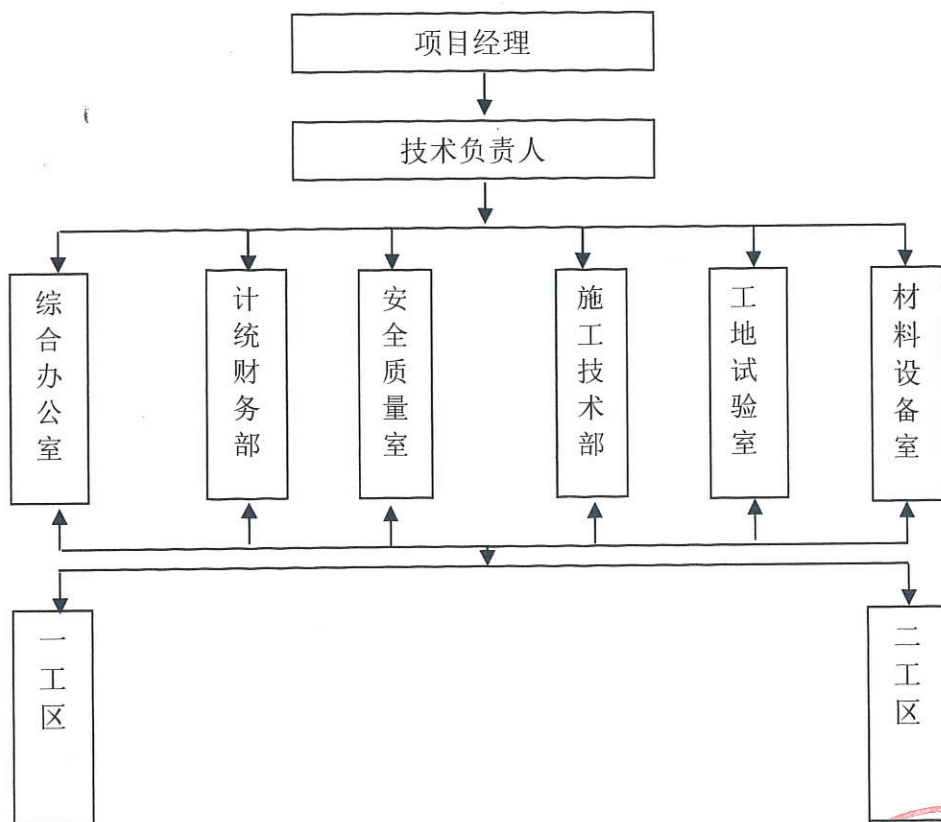 项目经理
技术负责人
综合办公室
计统财务部
安全质量室
施工技术部
工地试验室
材料设备室
一工区
二工区